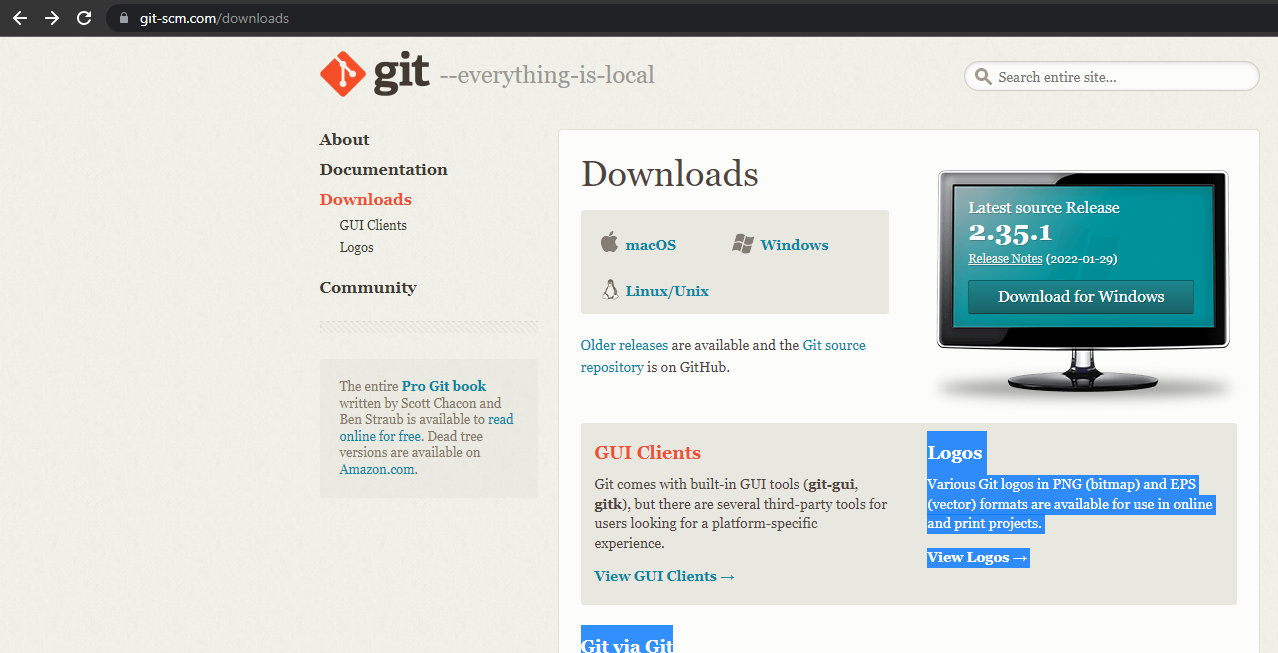 git-scm.com/downloads
git --everything-is-local
Search entire site...
About
Documentation
Downloads
GUI Clients
Logos
Community
The entire Pro Git book
written by Scott Chacon and
Ben Straub is available to read
online for free. Dead tree
versions are available on
Amazon.com.
Downloads
macOS
Windows
Linux/Unix
Older releases are available and the Git source
repository is on GitHub.
Latest source Release
2.35.1
Release Notes (2022-01-29)
Download for Windows
GUI Clients
Git comes with built-in GUI tools (git-gui,
gitk), but there are several third-party tools for
users looking for a platform-specific
experience.
View GUI Clients →
Logos
Various Git logos in PNG (bitmap) and EPS
(vector) formats are available for use in online
and print projects.
View Logos →
Git via Git